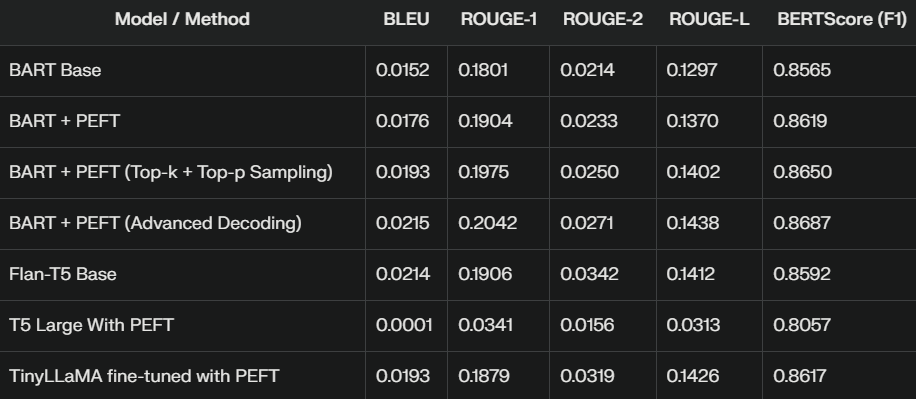 Model / Method BLEU ROUGE-1 ROUGE-2 ROUGE-L BERTScore (F1)
BART Base 0.0152 0.1801 0.0214 0.1297 0.8565
BART + PEFT 0.0176 0.1904 0.0233 0.1370 0.8619
BART + PEFT (Top-k + Top-p Sampling) 0.0193 0.1975 0.0250 0.1402 0.8650
BART + PEFT (Advanced Decoding) 0.0215 0.2042 0.0271 0.1438 0.8687
Flan-T5 Base 0.0214 0.1906 0.0342 0.1412 0.8592
T5 Large With PEFT 0.0001 0.0341 0.0156 0.0313 0.8057
TinyLLaMA fine-tuned with PEFT 0.0193 0.1879 0.0319 0.1426 0.8617